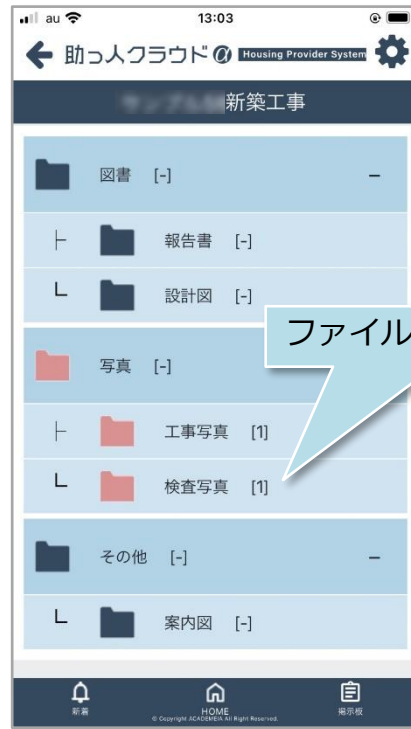 au 13:03
助っ人クラウドα Housing Provider System
新築工事
図書 [-] −
├ 報告書 [-]
└ 設計図 [-]
ファイル
写真 [-]
├ 工事写真 [1]
└ 検査写真 [1]
その他 [-] −
└ 案内図 [-]
新着 HOME 掲示板
© Copyright ACADEMEIA All Right Reserved.